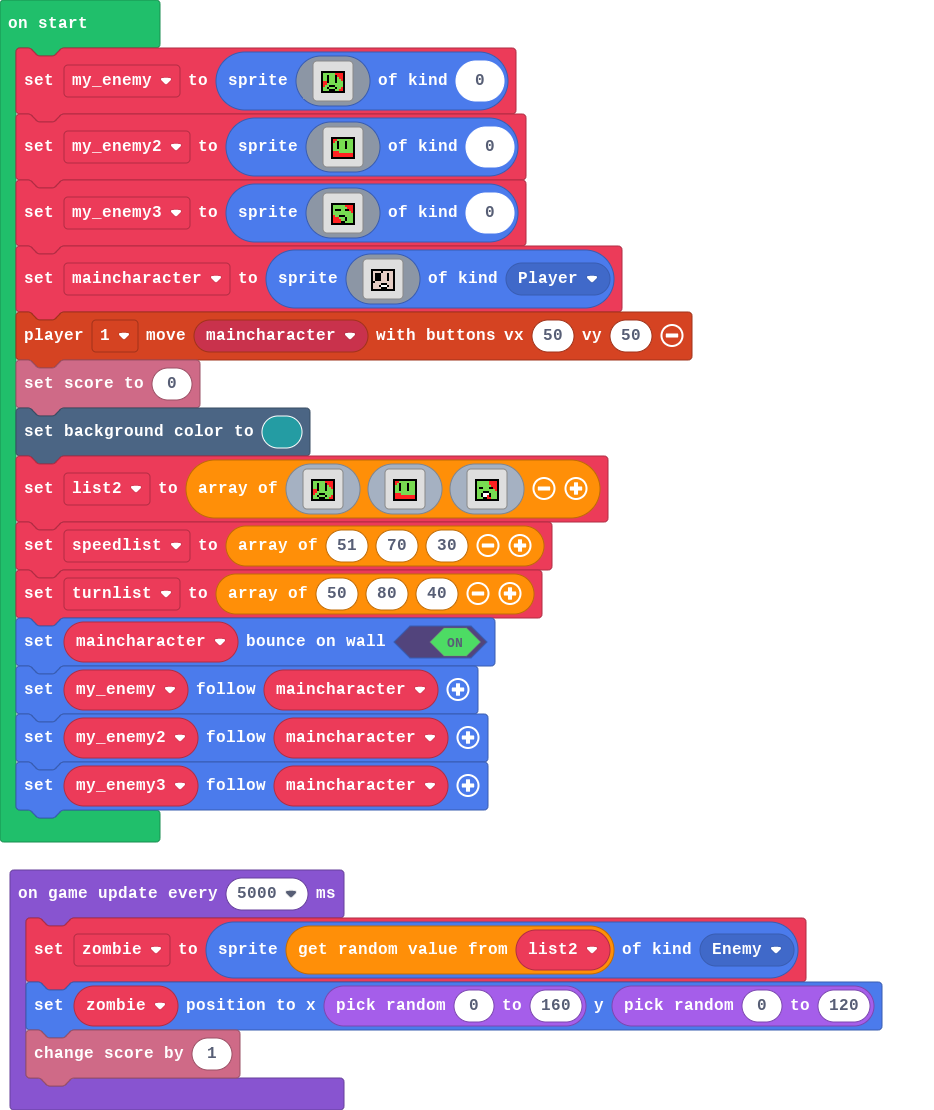 on start
set my_enemy to sprite of kind 0
set my_enemy2 to sprite of kind 0
set my_enemy3 to sprite of kind 0
set maincharacter to sprite of kind Player
player 1 move maincharacter with buttons vx 50 vy 50
set score to 0
set background color to
set list2 to array of
set speedlist to array of 51 70 30
set turnlist to array of 50 80 40
set maincharacter bounce on wall ON
set my_enemy follow maincharacter
set my_enemy2 follow maincharacter
set my_enemy3 follow maincharacter
on game update every 5000 ms
set zombie to sprite get random value from list2 of kind Enemy
set zombie position to x pick random 0 to 160 y pick random 0 to 120
change score by 1